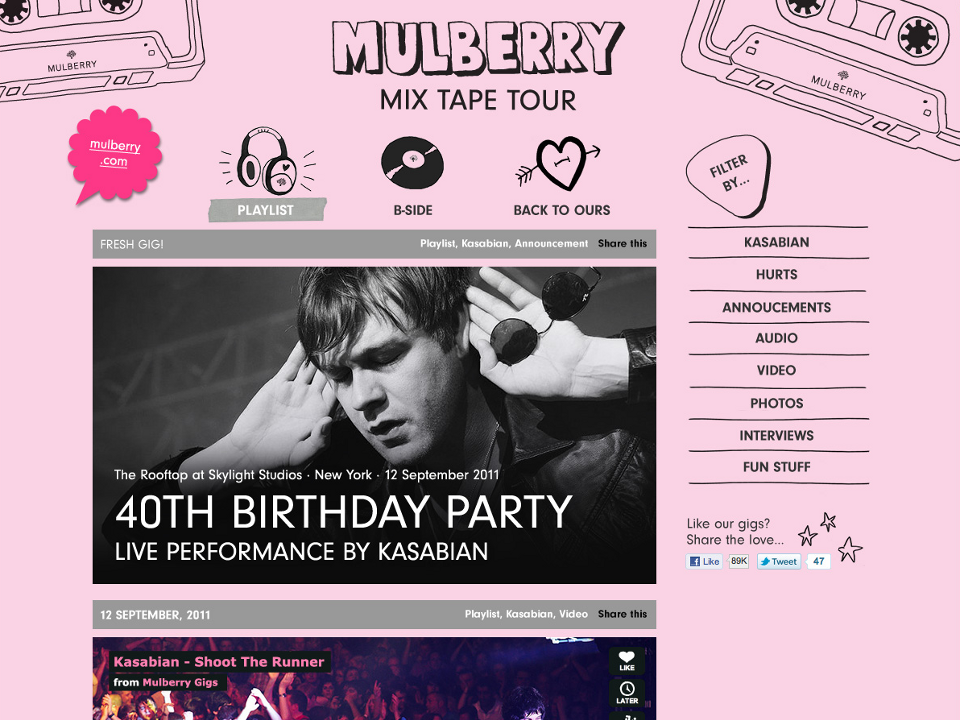 MULBERRY
MIX TAPE TOUR
MULBERRY
MULBERRY
mulberry
.com
PLAYLIST
B-SIDE
BACK TO OURS
FILTER
BY...
FRESH GIG!
Playlist, Kasabian, Announcement Share this
The Rooftop at Skylight Studios · New York · 12 September 2011
40TH BIRTHDAY PARTY
LIVE PERFORMANCE BY KASABIAN
KASABIAN
HURTS
ANNOUCEMENTS
AUDIO
VIDEO
PHOTOS
INTERVIEWS
FUN STUFF
Like our gigs?
Share the love...
Like 89K Tweet 47
12 SEPTEMBER, 2011
Playlist, Kasabian, Video Share this
Kasabian - Shoot The Runner
from Mulberry Gigs
LIKE
LATER